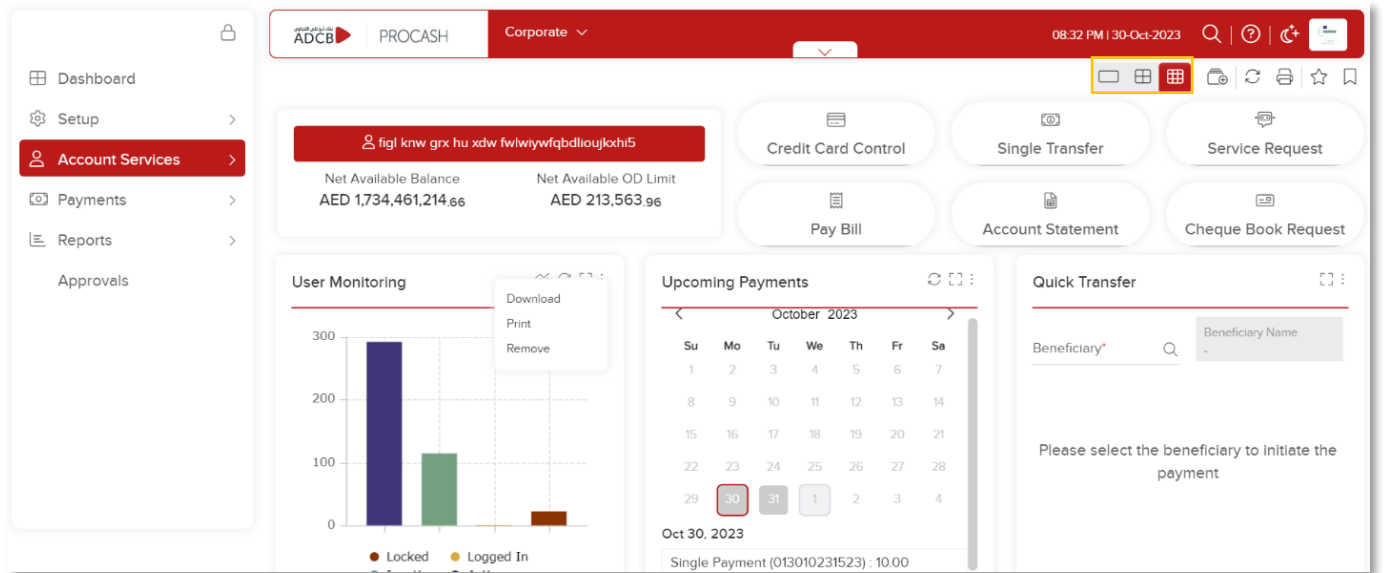 ADCB
PROCASH
Corporate
08:32 PM | 30-Oct-2023
Dashboard
Setup
Account Services
Payments
Reports
Approvals
figl knw grx hu xdw fwlwiywfqbdlioujkxhi5
Net Available Balance
Net Available OD Limit
AED 1,734,461,214.66
AED 213,563.96
Credit Card Control
Single Transfer
Service Request
Pay Bill
Account Statement
Cheque Book Request
User Monitoring
Download
Print
Remove
300
200
100
0
Locked
Logged In
Upcoming Payments
October 2023
Su Mo Tu We Th Fr Sa
1 2 3 4 5 6 7
8 9 10 11 12 13 14
15 16 17 18 19 20 21
22 23 24 25 26 27 28
29 30 31 1 2 3 4
Oct 30, 2023
Single Payment (013010231523) : 10.00
Quick Transfer
Beneficiary*
Beneficiary Name
-
Please select the beneficiary to initiate the
payment